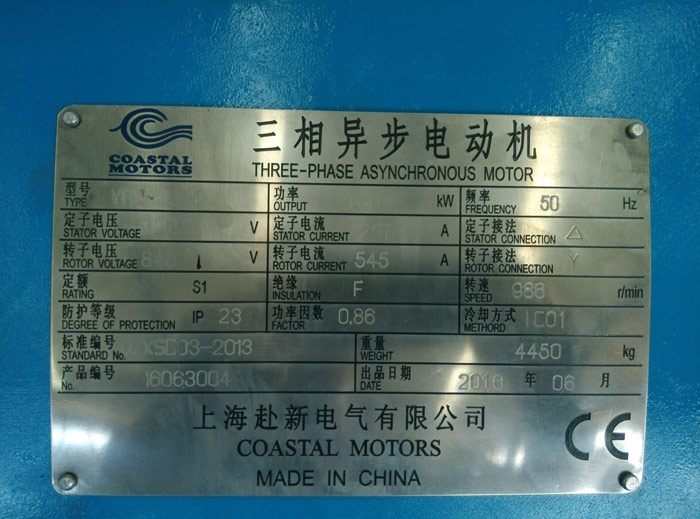 COASTAL
MOTORS
三相异步电动机
THREE-PHASE ASYNCHRONOUS MOTOR
型号 功率 频率
TYPE OUTPUT kW FREQUENCY 50 Hz
定子电压 定子电流 定子接法
STATOR VOLTAGE V STATOR CURRENT A STATOR CONNECTION △
转子电压 转子电流 转子接法
ROTOR VOLTAGE V ROTOR CURRENT 545 A ROTOR CONNECTION Y
定额 绝缘 转速
RATING S1 INSULATION F SPEED 988 r/min
防护等级 功率因数 冷却方式
DEGREE OF PROTECTION IP 23 FACTOR 0.86 METHORD IC01
标准编号 重量
STANDARD No. XSC03-2013 WEIGHT 4450 kg
产品编号 出品日期
No. 16063004 DATE 2016 年 06 月
上海赴新电气有限公司
COASTAL MOTORS
MADE IN CHINA
CE